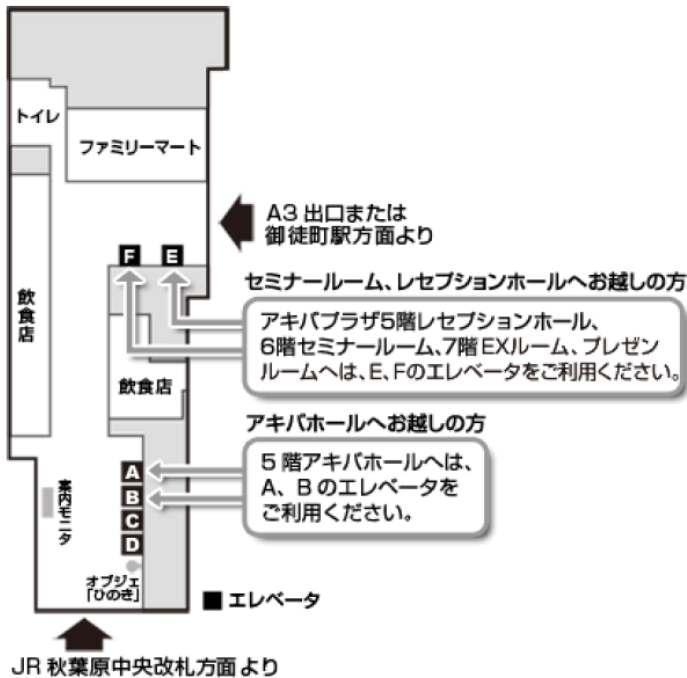 トイレ
ファミリーマート
A3 出口または
御徒町駅方面より
F E
セミナールーム、レセプションホールへお越しの方
アキバプラザ5階レセプションホール、
6階セミナールーム、7階EXルーム、プレゼン
ルームへは、E、Fのエレベータをご利用ください。
飲食店
飲食店
アキバホールへお越しの方
5階アキバホールへは、
A、Bのエレベータを
ご利用ください。
A
B
C
D
案内モニタ
オブジェ
「ひのき」
■ エレベータ
JR 秋葉原中央改札方面より